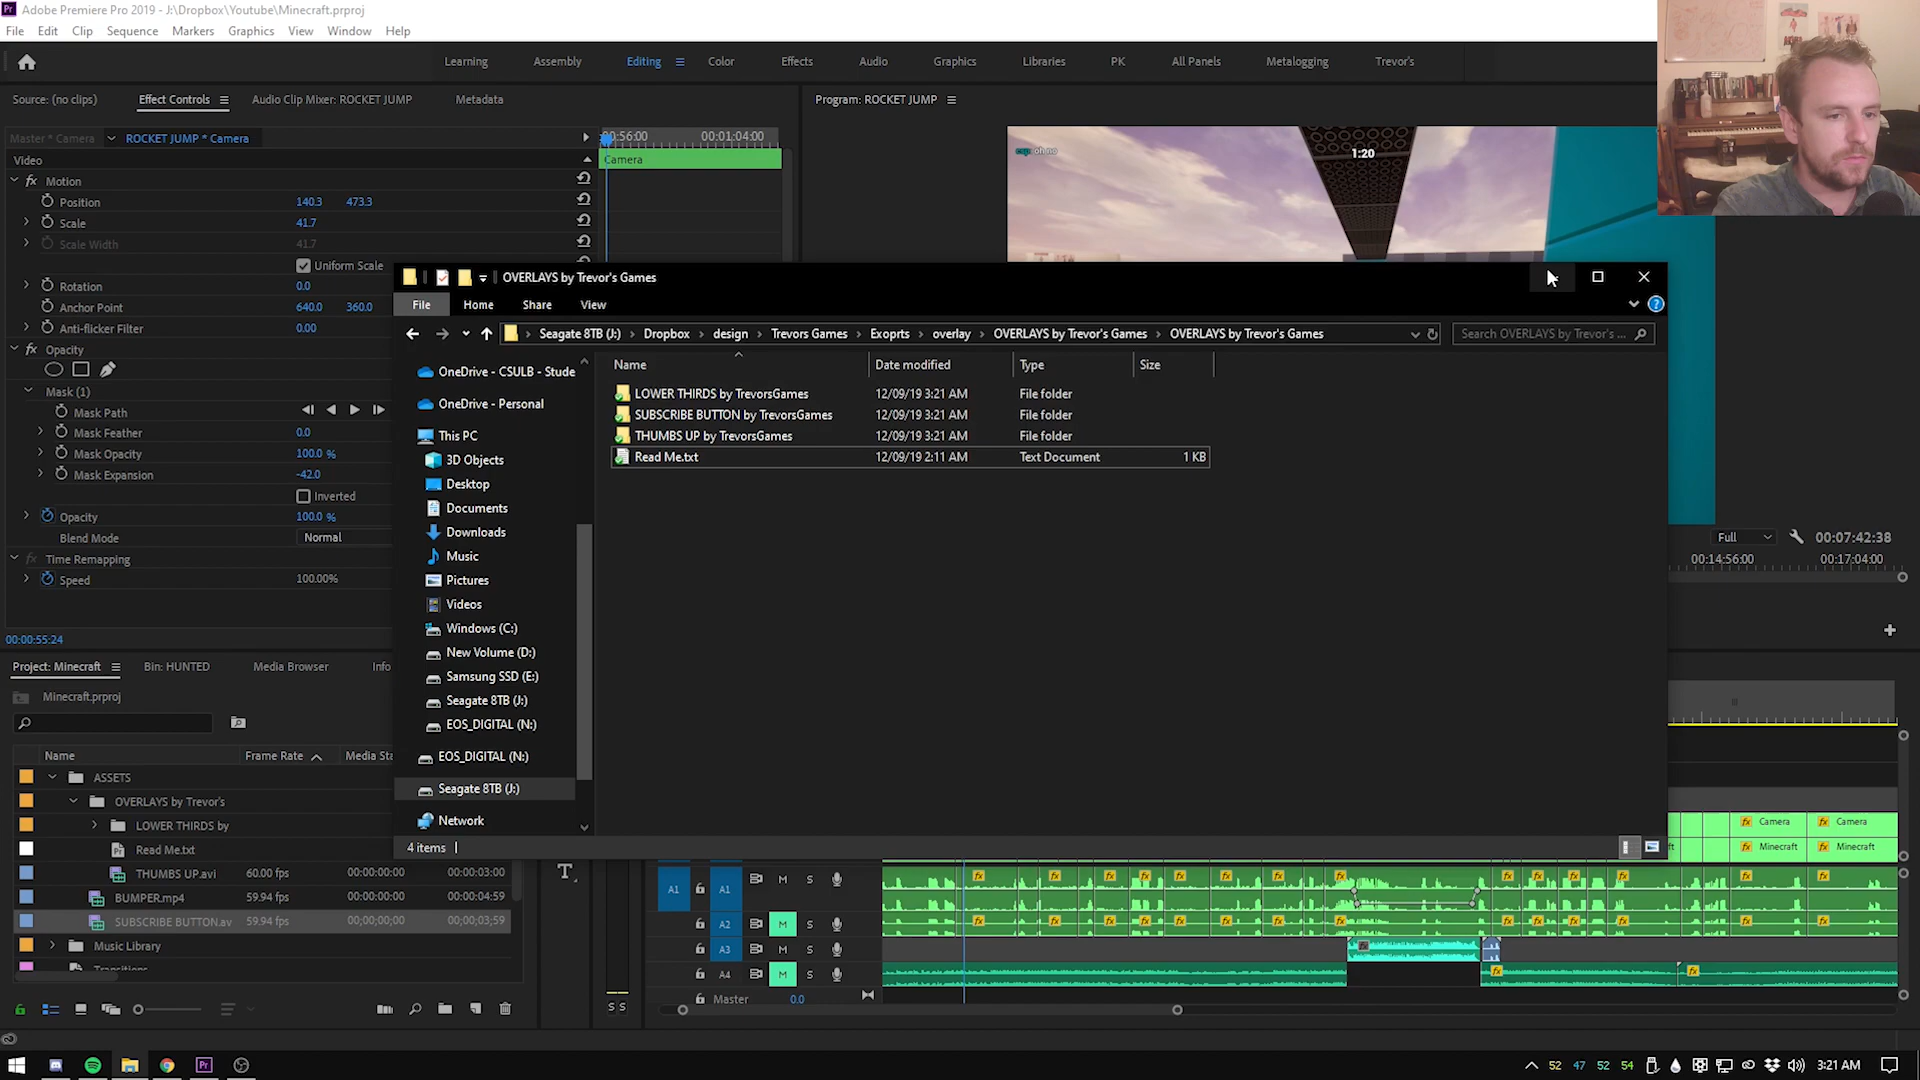 Adobe Premiere Pro 2019 - J:\Dropbox\Youtube\Minecraft.prproj
File Edit Clip Sequence Markers Graphics View Window Help
Learning Assembly Editing Color Effects Audio Graphics Libraries PK All Panels Metalogging Trevor's
Source: (no clips) Effect Controls Audio Clip Mixer: ROCKET JUMP Metadata
Program: ROCKET JUMP
Master * Camera ROCKET JUMP * Camera
:56:00 00:01:04:00
Video
Camera
Motion
Position 140.3 473.3
Scale 41.7
Scale Width 41.7
Uniform Scale
Rotation 0.0
Anchor Point 640.0 360.0
Anti-flicker Filter 0.00
Opacity
Mask (1)
Mask Path
Mask Feather 0.0
Mask Opacity 100.0 %
Mask Expansion -42.0
Inverted
Opacity 100.0 %
Blend Mode Normal
Time Remapping
Speed 100.00%
00:00:55:24
oh no
1:20
OVERLAYS by Trevor's Games
File Home Share View
Seagate 8TB (J:) Dropbox design Trevors Games Exoprts overlay OVERLAYS by Trevor's Games OVERLAYS by Trevor's Games
Search OVERLAYS by Trevor's ...
Name Date modified Type Size
LOWER THIRDS by TrevorsGames 12/09/19 3:21 AM File folder
SUBSCRIBE BUTTON by TrevorsGames 12/09/19 3:21 AM File folder
THUMBS UP by TrevorsGames 12/09/19 3:21 AM File folder
Read Me.txt 12/09/19 2:11 AM Text Document 1 KB
OneDrive - CSULB - Stude
OneDrive - Personal
This PC
3D Objects
Desktop
Documents
Downloads
Music
Pictures
Videos
Windows (C:)
New Volume (D:)
Samsung SSD (E:)
Seagate 8TB (J:)
EOS_DIGITAL (N:)
EOS_DIGITAL (N:)
Seagate 8TB (J:)
Network
4 items
Full 00:07:42:38
00:14:56:00 00:17:04:00
Project: Minecraft Bin: HUNTED Media Browser Info
Minecraft.prproj
Name Frame Rate Media Sta
ASSETS
OVERLAYS by Trevor's
LOWER THIRDS by
Read Me.txt
THUMBS UP.avi 60.00 fps 00:00:00:00 00:00:03:00
BUMPER.mp4 59.94 fps 00:00:00:00 00:00:04:59
SUBSCRIBE BUTTON.av 59.94 fps 00;00;00;00 00;00;03;59
Music Library
Transitions
Camera Camera
Minecraft Minecraft
A1 A1 M S
A2 M S
A3 M S
A4 M S
Master 0.0
S S
52 47 52 54 3:21 AM